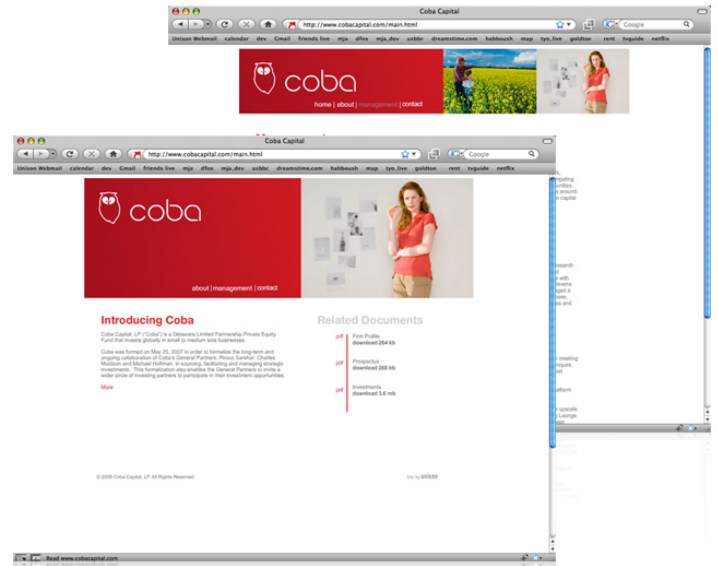 Coba Capital
http://www.cobacapital.com/main.html
Google
Unison Webmail calendar dev Gmail friends live mja dfox mja_dev usbbc dreamstime.com habboush map tyo_live goldtoe rent tvguide netflix
coba
home | about | management | contact
Coba Capital
http://www.cobacapital.com/main.html
Google
Unison Webmail calendar dev Gmail friends live mja dfox mja_dev usbbc dreamstime.com habboush map tyo_live goldtoe rent tvguide netflix
coba
about | management | contact
Introducing Coba
Coba Capital, LP ("Coba") is a Delaware Limited Partnership Private Equity
Fund that invests globally in small to medium size businesses
Coba was formed on May 25, 2007 in order to formalize the long-term and
ongoing collaboration of Coba's General Partners, Pirouz Sarshar, Charles
Muldoon and Michael Hoffman, in sourcing, facilitating and managing strategic
investments. This formalization also enables the General Partners to invite a
wider circle of investing partners to participate in their investment opportunities.
More
Related Documents
pdf Firm Profile
download 264 kb
pdf Prospectus
download 268 kb
pdf Investments
download 3.6 mb
© 2009 Coba Capital, LP. All Rights Reserved
site by unison
Read www.cobacapital.com